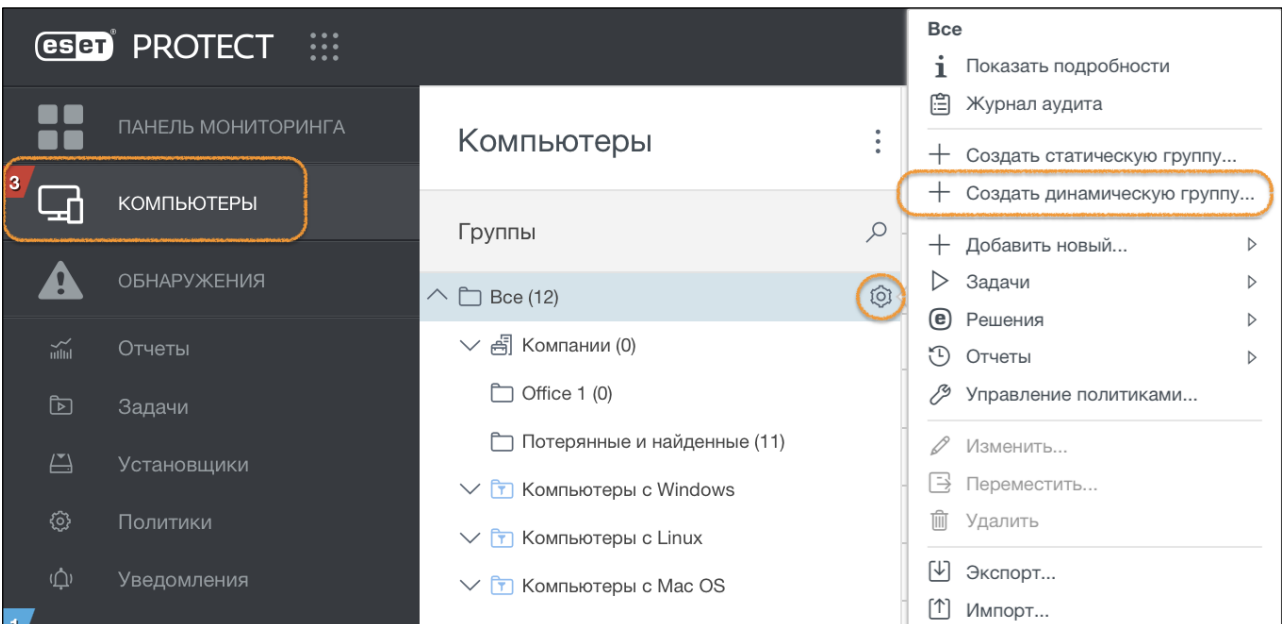 eset PROTECT
ПАНЕЛЬ МОНИТОРИНГА
3
КОМПЬЮТЕРЫ
ОБНАРУЖЕНИЯ
Отчеты
Задачи
Установщики
Политики
Уведомления
1
Компьютеры
Группы
Все (12)
Компании (0)
Office 1 (0)
Потерянные и найденные (11)
Компьютеры с Windows
Компьютеры с Linux
Компьютеры с Mac OS
Все
Показать подробности
Журнал аудита
Создать статическую группу...
Создать динамическую группу...
Добавить новый...
Задачи
Решения
Отчеты
Управление политиками...
Изменить...
Переместить...
Удалить
Экспорт...
Импорт...